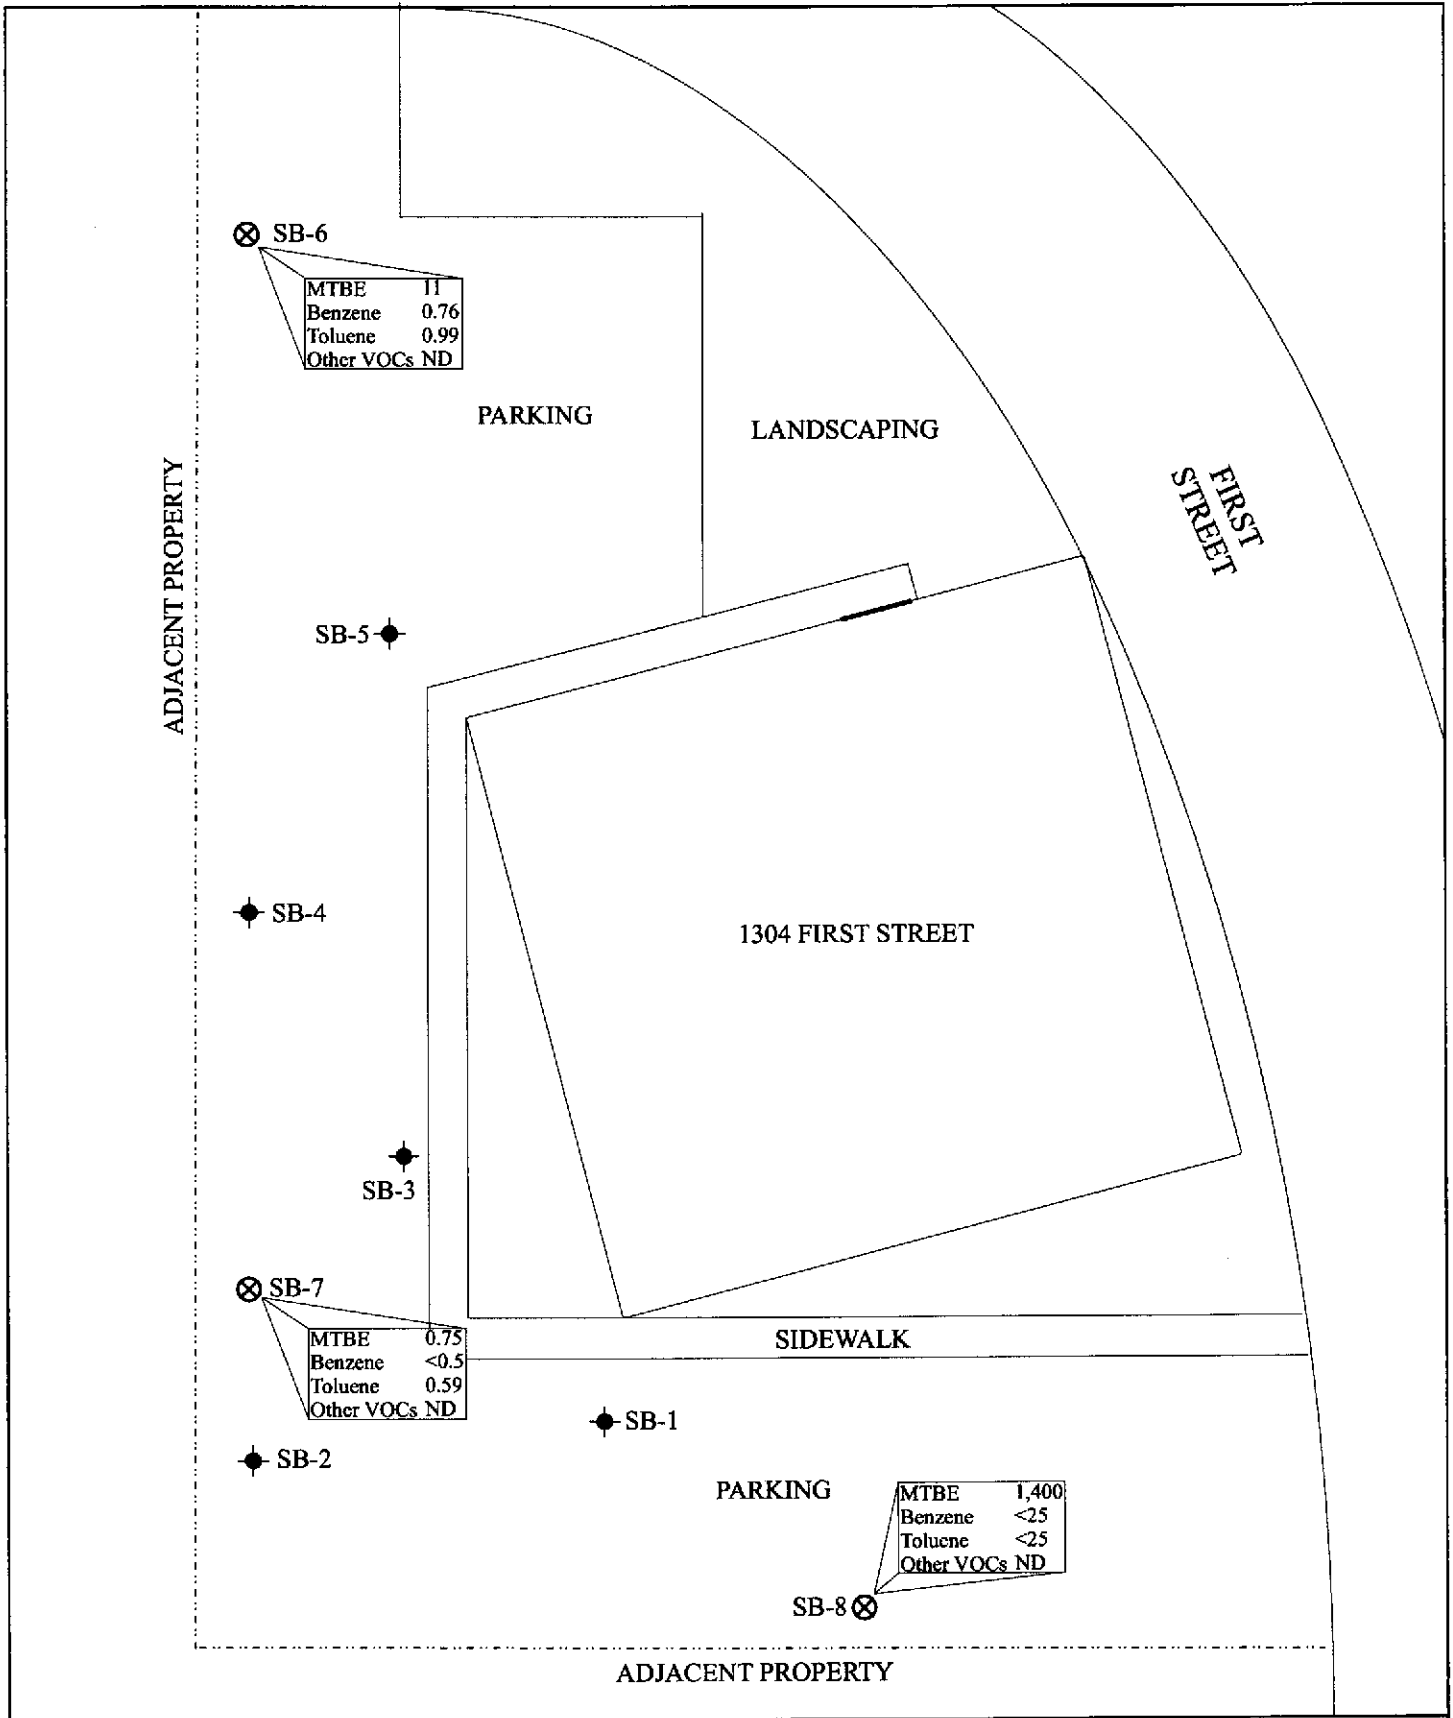 SB-6
MTBE 11
Benzene 0.76
Toluene 0.99
Other VOCs ND
PARKING
LANDSCAPING
FIRST
STREET
ADJACENT PROPERTY
SB-5
SB-4
1304 FIRST STREET
SB-3
SB-7
MTBE 0.75
Benzene <0.5
Toluene 0.59
Other VOCs ND
SIDEWALK
SB-1
SB-2
PARKING
MTBE 1,400
Benzene <25
Toluene <25
Other VOCs ND
SB-8
ADJACENT PROPERTY